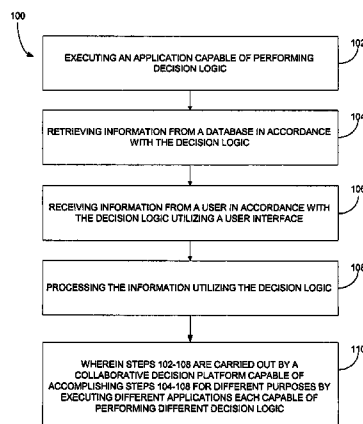 100
EXECUTING AN APPLICATION CAPABLE OF PERFORMING
DECISION LOGIC
102
RETRIEVING INFORMATION FROM A DATABASE IN ACCORDANCE
WITH THE DECISION LOGIC
104
RECEIVING INFORMATION FROM A USER IN ACCORDANCE WITH
THE DECISION LOGIC UTILIZING A USER INTERFACE
106
PROCESSING THE INFORMATION UTILIZING THE DECISION LOGIC
108
WHEREIN STEPS 102-108 ARE CARRIED OUT BY A
COLLABORATIVE DECISION PLATFORM CAPABLE OF
ACCOMPLISHING STEPS 104-108 FOR DIFFERENT PURPOSES BY
EXECUTING DIFFERENT APPLICATIONS EACH CAPABLE OF
PERFORMING DIFFERENT DECISION LOGIC
110